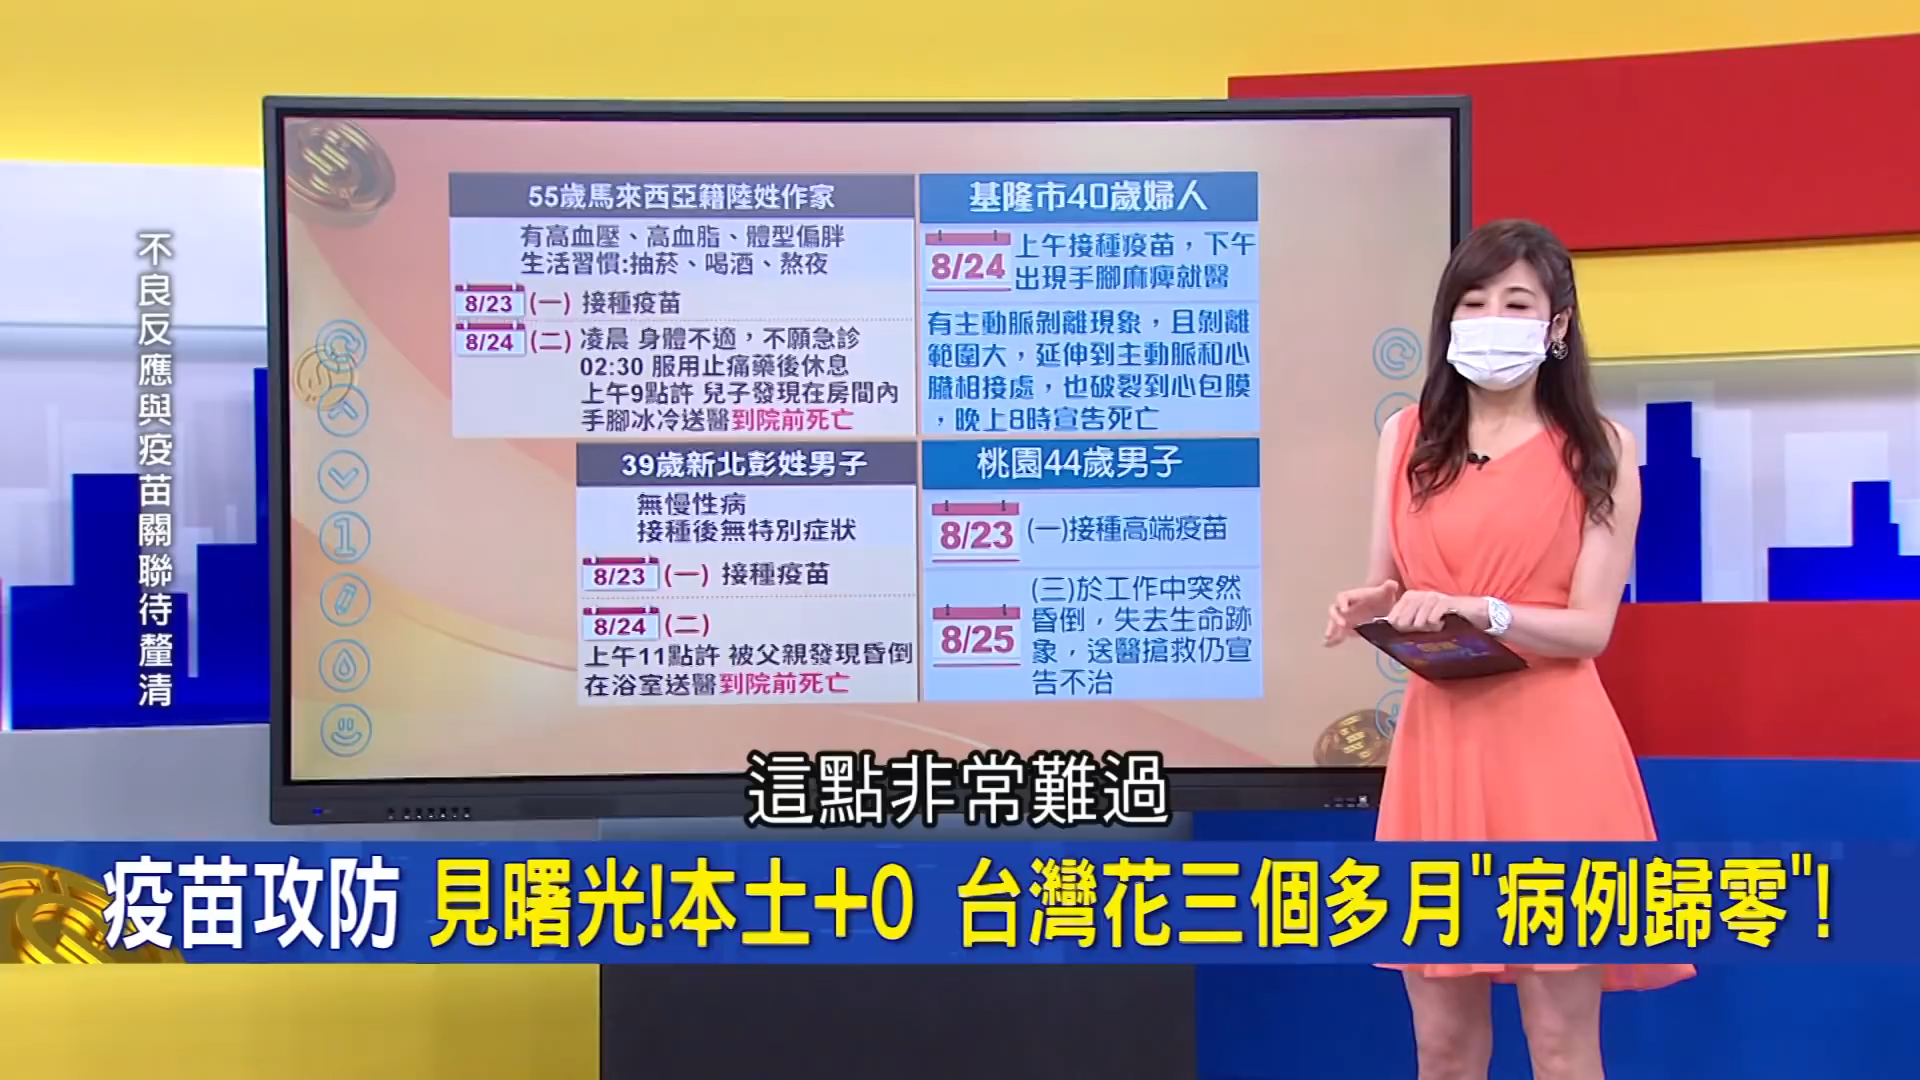 不良反應與疫苗關聯待釐清
55歲馬來西亞籍陸姓作家
有高血壓、高血脂、體型偏胖
生活習慣:抽菸、喝酒、熬夜
8/23 (一) 接種疫苗
8/24 (二) 凌晨 身體不適，不願急診
02:30 服用止痛藥後休息
上午9點許 兒子發現在房間內
手腳冰冷送醫到院前死亡
基隆市40歲婦人
8/24
上午接種疫苗，下午
出現手腳麻痺就醫
有主動脈剝離現象，且剝離
範圍大，延伸到主動脈和心
臟相接處，也破裂到心包膜
，晚上8時宣告死亡
39歲新北彭姓男子
無慢性病
接種後無特別症狀
8/23 (一) 接種疫苗
8/24 (二)
上午11點許 被父親發現昏倒
在浴室送醫到院前死亡
桃園44歲男子
8/23 (一)接種高端疫苗
8/25
(三)於工作中突然
昏倒，失去生命跡
象，送醫搶救仍宣
告不治
這點非常難過
疫苗攻防 見曙光!本土+0 台灣花三個多月"病例歸零"!